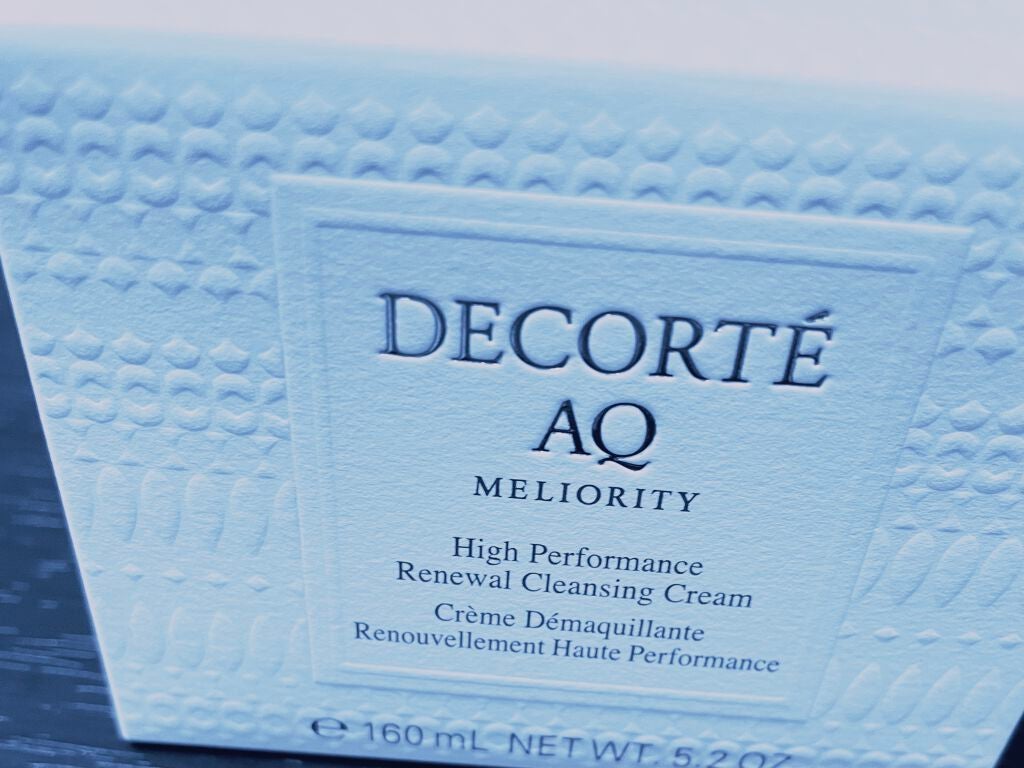 DECORTÉ
AQ
MELIORITY
High Performance
Renewal Cleansing Cream
Crème Démaquillante
Renouvellement Haute Performance
℮ 160 mL NET WT. 5.2 OZ.